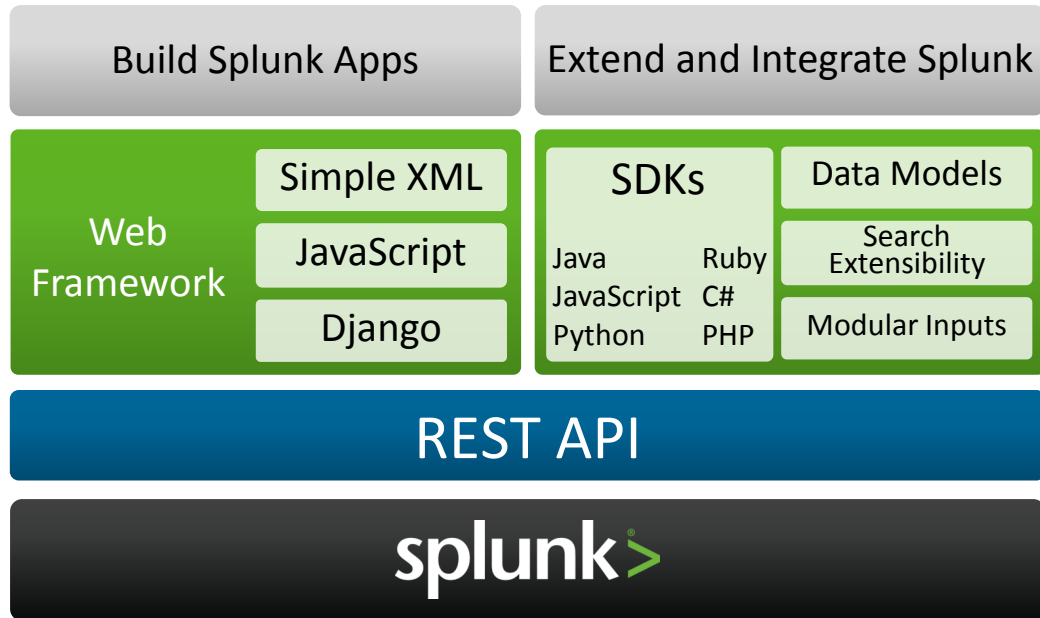 Build Splunk Apps
Extend and Integrate Splunk
Web
Framework
Simple XML
JavaScript
Django
SDKs
Java Ruby
JavaScript C#
Python PHP
Data Models
Search
Extensibility
Modular Inputs
REST API
splunk>®